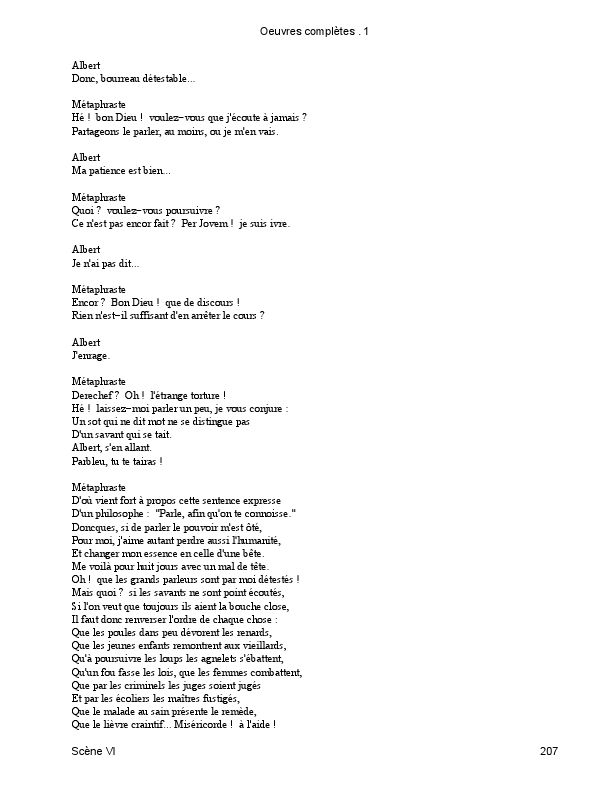 Oeuvres complètes . 1
Albert
Donc, bourreau détestable...
Métaphraste
Hé ! bon Dieu ! voulez-vous que j'écoute à jamais ?
Partageons le parler, au moins, ou je m'en vais.
Albert
Ma patience est bien...
Métaphraste
Quoi ? voulez-vous poursuivre ?
Ce n'est pas encor fait ? Per Jovem ! je suis ivre.
Albert
Je n'ai pas dit...
Métaphraste
Encor ? Bon Dieu ! que de discours !
Rien n'est-il suffisant d'en arrêter le cours ?
Albert
J'enrage.
Métaphraste
Derechef ? Oh ! l'étrange torture !
Hé ! laissez-moi parler un peu, je vous conjure :
Un sot qui ne dit mot ne se distingue pas
D'un savant qui se tait.
Albert, s'en allant.
Parbleu, tu te tairas !
Métaphraste
D'où vient fort à propos cette sentence expresse
D'un philosophe : "Parle, afin qu'on te connoisse."
Doncques, si de parler le pouvoir m'est ôté,
Pour moi, j'aime autant perdre aussi l'humanité,
Et changer mon essence en celle d'une bête.
Me voilà pour huit jours avec un mal de tête.
Oh ! que les grands parleurs sont par moi détestés !
Mais quoi ? si les savants ne sont point écoutés,
Si l'on veut que toujours ils aient la bouche close,
Il faut donc renverser l'ordre de chaque chose :
Que les poules dans peu dévorent les renards,
Que les jeunes enfants remontrent aux vieillards,
Qu'à poursuivre les loups les agnelets s'ébattent,
Qu'un fou fasse les lois, que les femmes combattent,
Que par les criminels les juges soient jugés
Et par les écoliers les maîtres fustigés,
Que le malade au sain présente le remède,
Que le lièvre craintif... Miséricorde ! à l'aide !
Scène VI
207